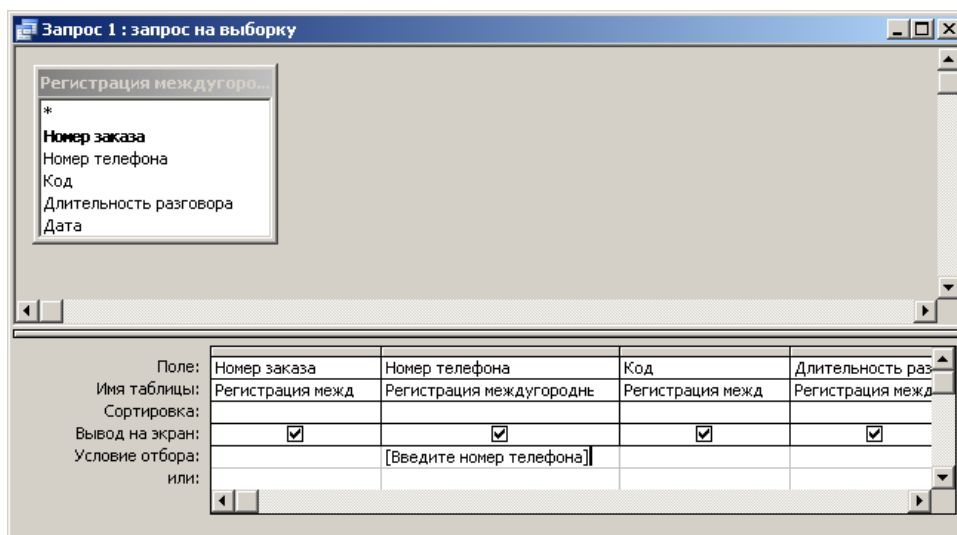 Запрос 1 : запрос на выборку
Регистрация междугоро...
*
Номер заказа
Номер телефона
Код
Длительность разговора
Дата
Поле: Номер заказа Номер телефона Код Длительность раз
Имя таблицы: Регистрация межд Регистрация междугородне Регистрация межд Регистрация межд
Сортировка:
Вывод на экран:
Условие отбора: [Введите номер телефона]
или: